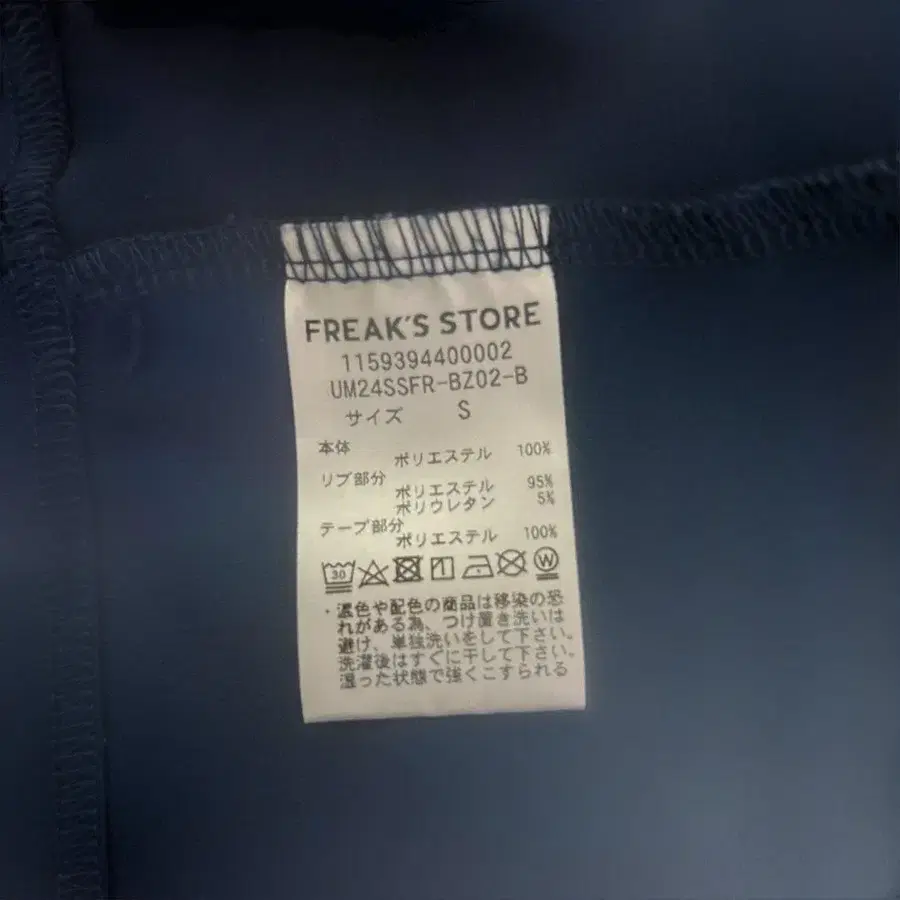 FREAK'S STORE
1159394400002
UM24SSFR-BZ02-B
サイズ S
本体
ポリエステル 100%
リブ部分
ポリエステル 95%
ポリウレタン 5%
テープ部分
ポリエステル 100%
30 W
・濃色や配色の商品は移染の恐
れがある為、つけ置き洗いは
避け、単独洗いをして下さい。
洗濯後はすぐに干して下さい。
湿った状態で強くこすられる